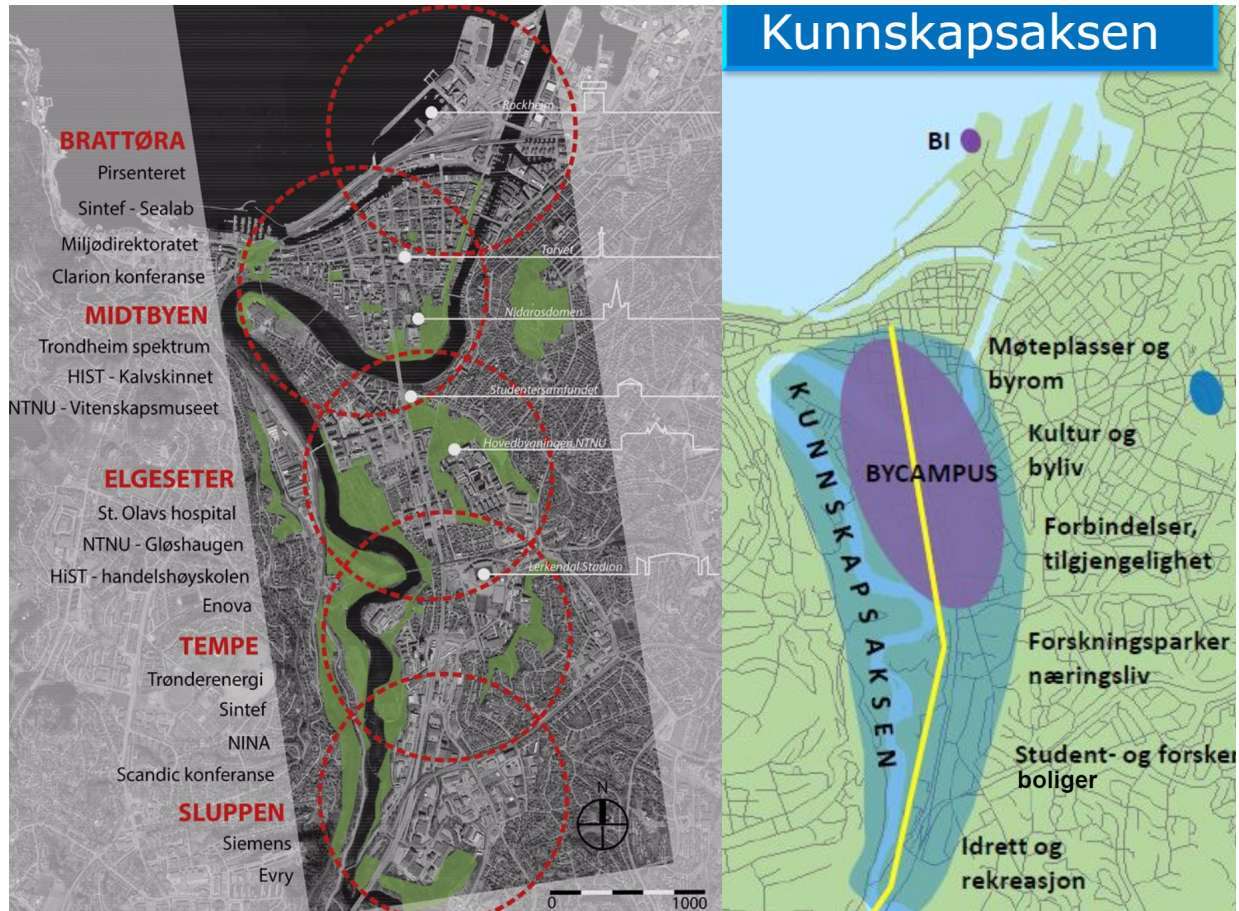 BRATTØRA
Pirsenteret
Sintef - Sealab
Miljødirektoratet
Clarion konferanse
MIDTBYEN
Trondheim spektrum
HIST - Kalvskinnet
NTNU - Vitenskapsmuseet
ELGESETER
St. Olavs hospital
NTNU - Gløshaugen
HiST - handelshøyskolen
Enova
TEMPE
Trønderenergi
Sintef
NINA
Scandic konferanse
SLUPPEN
Siemens
Evry
Rockheim
Torvet
Nidarosdomen
Studentersamfundet
Hovedbygningen NTNU
Lerkendal Stadion
N
0 1000
Kunnskapsaksen
BI
Møteplasser og
byrom
Kultur og
byliv
BYCAMPUS
KUNNSKAPSAKSEN
Forbindelser,
tilgjengelighet
Forskningsparker
næringsliv
Student- og forsker
boliger
Idrett og
rekreasjon